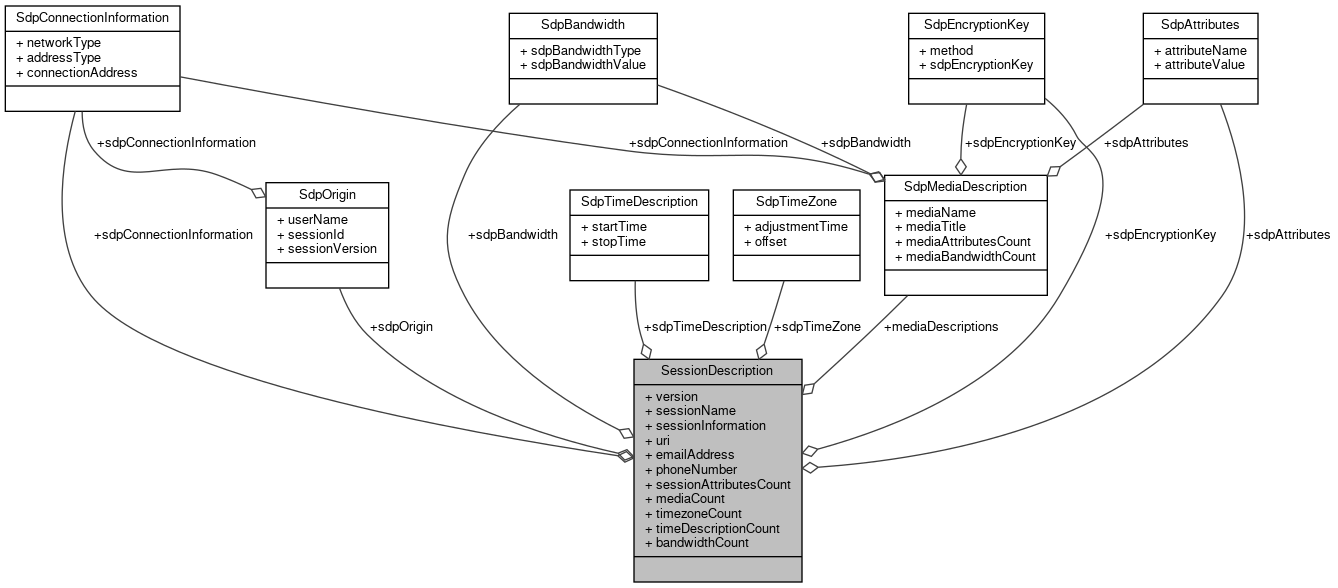 SdpConnectionInformation
+ networkType
+ addressType
+ connectionAddress
SdpBandwidth
+ sdpBandwidthType
+ sdpBandwidthValue
SdpEncryptionKey
+ method
+ sdpEncryptionKey
SdpAttributes
+ attributeName
+ attributeValue
+sdpConnectionInformation
+sdpConnectionInformation
+sdpBandwidth
+sdpEncryptionKey
+sdpAttributes
SdpOrigin
+ userName
+ sessionId
+ sessionVersion
SdpTimeDescription
+ startTime
+ stopTime
SdpTimeZone
+ adjustmentTime
+ offset
SdpMediaDescription
+ mediaName
+ mediaTitle
+ mediaAttributesCount
+ mediaBandwidthCount
+sdpConnectionInformation
+sdpBandwidth
+sdpEncryptionKey
+sdpAttributes
+sdpOrigin
+sdpTimeDescription
+sdpTimeZone
+mediaDescriptions
SessionDescription
+ version
+ sessionName
+ sessionInformation
+ uri
+ emailAddress
+ phoneNumber
+ sessionAttributesCount
+ mediaCount
+ timezoneCount
+ timeDescriptionCount
+ bandwidthCount